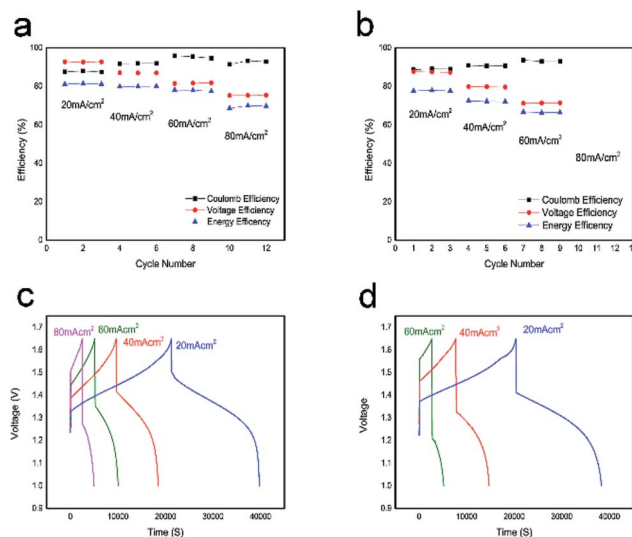 a
100
80
60
40
20
0
Efficiency (%)
20mA/cm²
40mA/cm²
60mA/cm²
80mA/cm²
Coulomb Efficiency
Voltage Efficiency
Energy Efficency
0 1 2 3 4 5 6 7 8 9 10 11 12
Cycle Number
b
100
80
60
40
20
0
Efficiency (%)
20mA/cm²
40mA/cm²
60mA/cm²
80mA/cm²
Coulomb Efficiency
Voltage Efficiency
Energy Efficency
0 1 2 3 4 5 6 7 8 9 10 11 12 13
Cycle Number
c
1.7
1.6
1.5
1.4
1.3
1.2
1.1
1.0
0.9
Voltage (V)
80mAcm²
60mAcm²
40mAcm²
20mAcm²
0 10000 20000 30000 40000
Time (S)
d
1.7
1.6
1.5
1.4
1.3
1.2
1.1
1.0
0.9
Voltage
60mAcm²
40mAcm²
20mAcm²
0 10000 20000 30000 40000
Time (S)